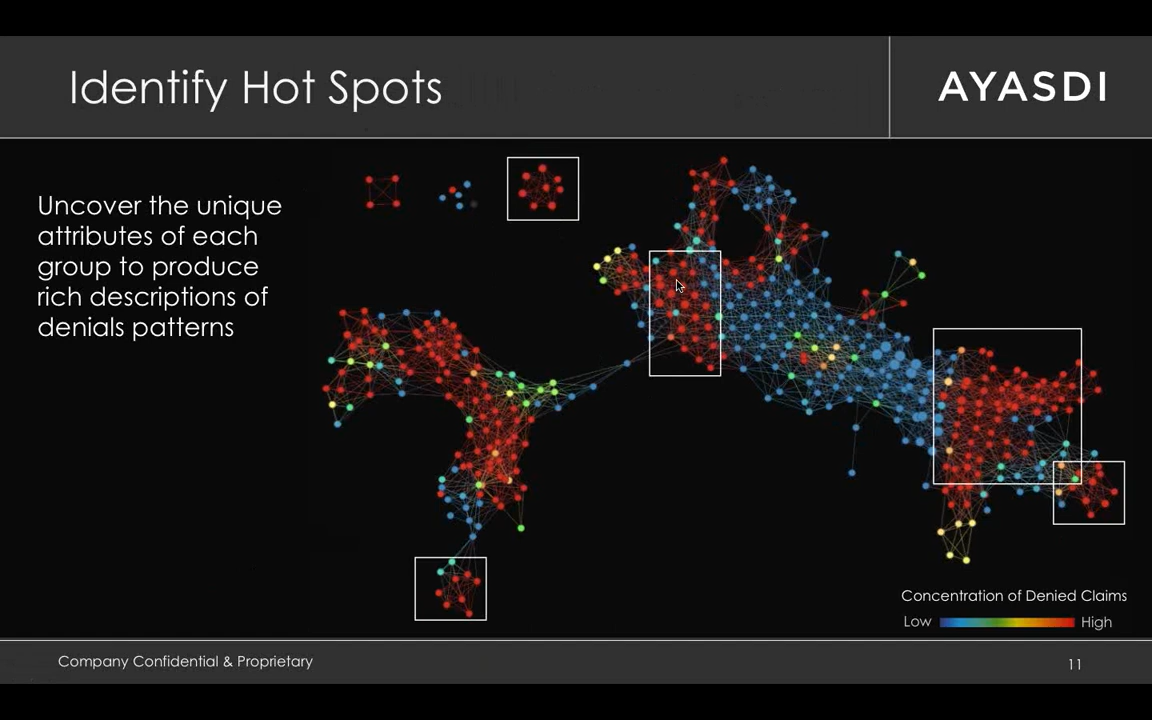 Identify Hot Spots
AYASDI
Uncover the unique
attributes of each
group to produce
rich descriptions of
denials patterns
Concentration of Denied Claims
Low High
Company Confidential & Proprietary
11